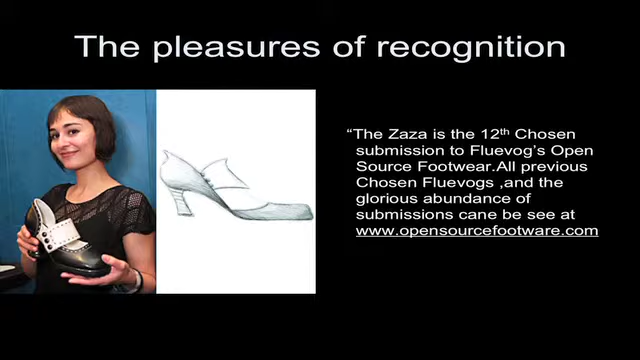 The pleasures of recognition
“The Zaza is the 12th Chosen
submission to Fluevog’s Open
Source Footwear.All previous
Chosen Fluevogs ,and the
glorious abundance of
submissions cane be see at
www.opensourcefootware.com